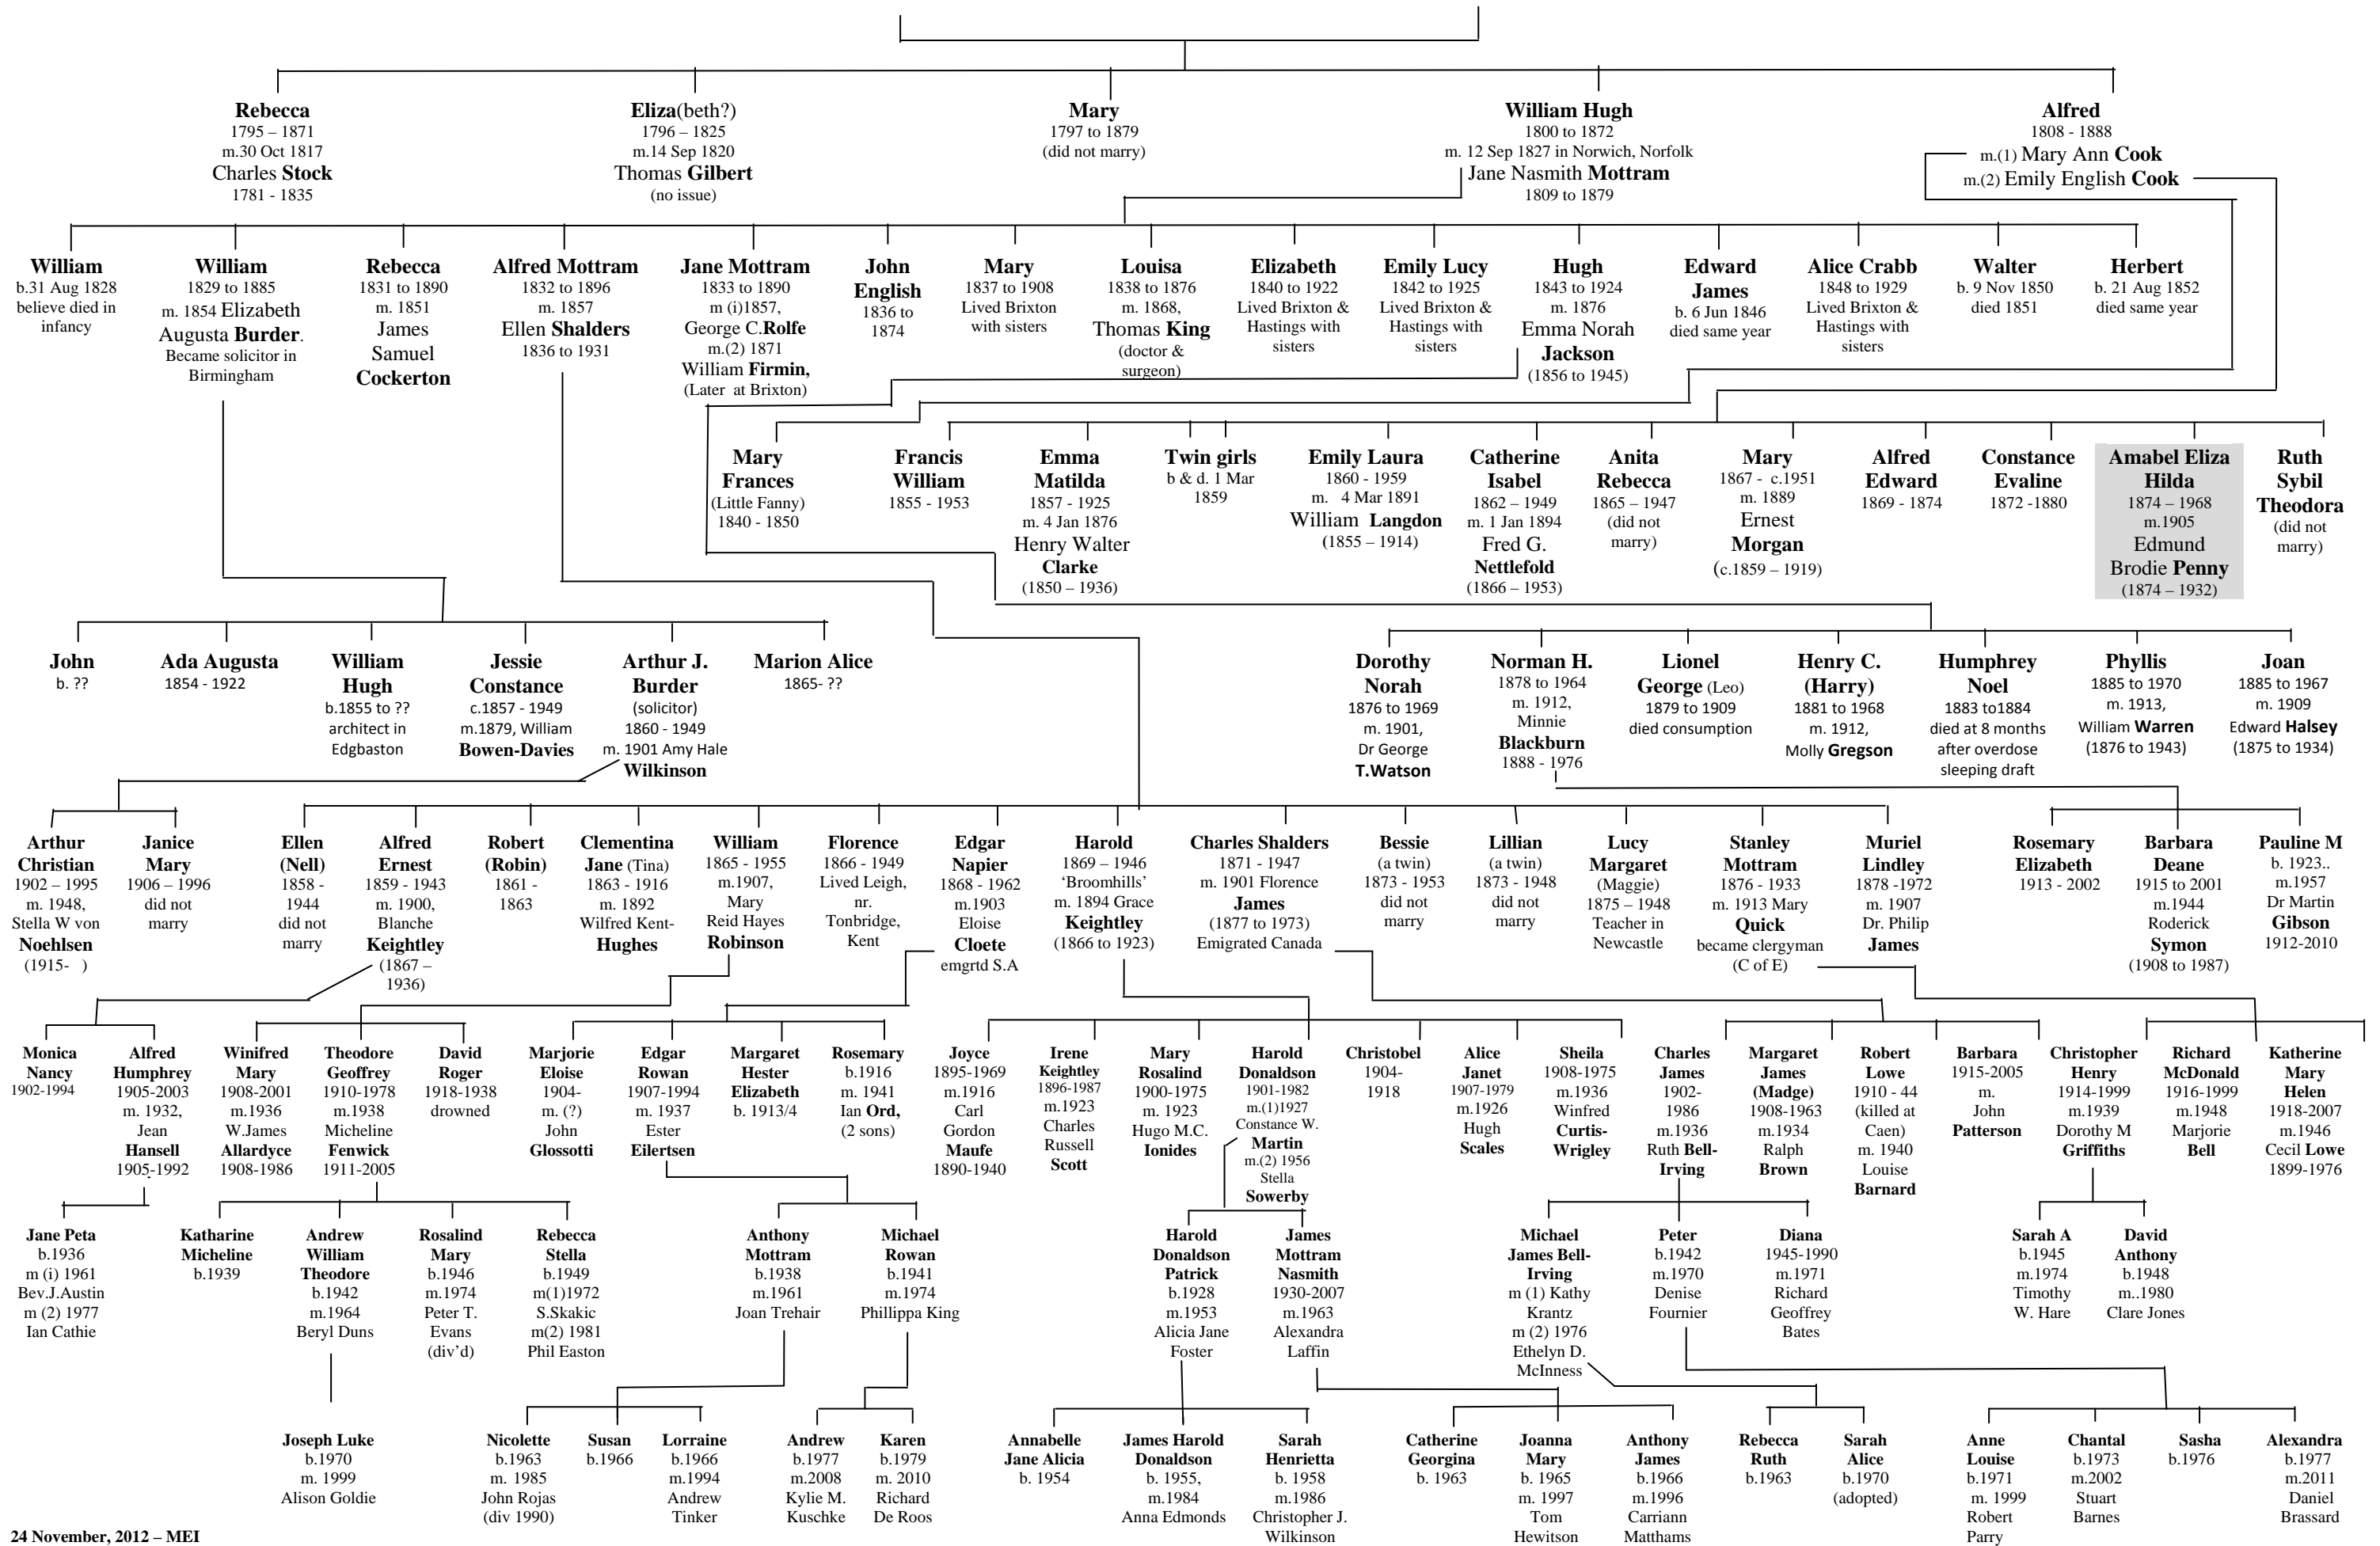 Rebecca
1795 – 1871
m.30 Oct 1817
Charles Stock
1781 - 1835
Eliza(beth?)
1796 – 1825
m.14 Sep 1820
Thomas Gilbert
(no issue)
Mary
1797 to 1879
(did not marry)
William Hugh
1800 to 1872
m. 12 Sep 1827 in Norwich, Norfolk
Jane Nasmith Mottram
1809 to 1879
Alfred
1808 - 1888
m.(1) Mary Ann Cook
m.(2) Emily English Cook
William
b.31 Aug 1828
believe died in
infancy
William
1829 to 1885
m. 1854 Elizabeth
Augusta Burder.
Became solicitor in
Birmingham
Rebecca
1831 to 1890
m. 1851
James
Samuel
Cockerton
Alfred Mottram
1832 to 1896
m. 1857
Ellen Shalders
1836 to 1931
Jane Mottram
1833 to 1890
m (i)1857,
George C.Rolfe
m.(2) 1871
William Firmin,
(Later at Brixton)
John
English
1836 to
1874
Mary
1837 to 1908
Lived Brixton
with sisters
Louisa
1838 to 1876
m. 1868,
Thomas King
(doctor &
surgeon)
Elizabeth
1840 to 1922
Lived Brixton &
Hastings with
sisters
Emily Lucy
1842 to 1925
Lived Brixton &
Hastings with
sisters
Hugh
1843 to 1924
m. 1876
Emma Norah
Jackson
(1856 to 1945)
Edward
James
b. 6 Jun 1846
died same year
Alice Crabb
1848 to 1929
Lived Brixton &
Hastings with
sisters
Walter
b. 9 Nov 1850
died 1851
Herbert
b. 21 Aug 1852
died same year
Mary
Frances
(Little Fanny)
1840 - 1850
Francis
William
1855 - 1953
Emma
Matilda
1857 - 1925
m. 4 Jan 1876
Henry Walter
Clarke
(1850 – 1936)
Twin girls
b & d. 1 Mar
1859
Emily Laura
1860 - 1959
m. 4 Mar 1891
William Langdon
(1855 – 1914)
Catherine
Isabel
1862 – 1949
m. 1 Jan 1894
Fred G.
Nettlefold
(1866 – 1953)
Anita
Rebecca
1865 – 1947
(did not
marry)
Mary
1867 - c.1951
m. 1889
Ernest
Morgan
(c.1859 – 1919)
Alfred
Edward
1869 - 1874
Constance
Evaline
1872 -1880
Amabel Eliza
Hilda
1874 – 1968
m.1905
Edmund
Brodie Penny
(1874 – 1932)
Ruth
Sybil
Theodora
(did not
marry)
John
b. ??
Ada Augusta
1854 - 1922
William
Hugh
b.1855 to ??
architect in
Edgbaston
Jessie
Constance
c.1857 - 1949
m.1879, William
Bowen-Davies
Arthur J.
Burder
(solicitor)
1860 - 1949
m. 1901 Amy Hale
Wilkinson
Marion Alice
1865- ??
Dorothy
Norah
1876 to 1969
m. 1901,
Dr George
T.Watson
Norman H.
1878 to 1964
m. 1912,
Minnie
Blackburn
1888 - 1976
Lionel
George (Leo)
1879 to 1909
died consumption
Henry C.
(Harry)
1881 to 1968
m. 1912,
Molly Gregson
Humphrey
Noel
1883 to1884
died at 8 months
after overdose
sleeping draft
Phyllis
1885 to 1970
m. 1913,
William Warren
(1876 to 1943)
Joan
1885 to 1967
m. 1909
Edward Halsey
(1875 to 1934)
Arthur
Christian
1902 – 1995
m. 1948,
Stella W von
Noehlsen
(1915- )
Janice
Mary
1906 – 1996
did not
marry
Ellen
(Nell)
1858 -
1944
did not
marry
Alfred
Ernest
1859 - 1943
m. 1900,
Blanche
Keightley
(1867 –
1936)
Robert
(Robin)
1861 -
1863
Clementina
Jane (Tina)
1863 - 1916
m. 1892
Wilfred Kent-
Hughes
William
1865 - 1955
m.1907,
Mary
Reid Hayes
Robinson
Florence
1866 - 1949
Lived Leigh,
nr.
Tonbridge,
Kent
Edgar
Napier
1868 - 1962
m.1903
Eloise
Cloete
emgrtd S.A
Harold
1869 – 1946
‘Broomhills’
m. 1894 Grace
Keightley
(1866 to 1923)
Charles Shalders
1871 - 1947
m. 1901 Florence
James
(1877 to 1973)
Emigrated Canada
Bessie
(a twin)
1873 - 1953
did not
marry
Lillian
(a twin)
1873 - 1948
did not
marry
Lucy
Margaret
(Maggie)
1875 – 1948
Teacher in
Newcastle
Stanley
Mottram
1876 - 1933
m. 1913 Mary
Quick
became clergyman
(C of E)
Muriel
Lindley
1878 -1972
m. 1907
Dr. Philip
James
Rosemary
Elizabeth
1913 - 2002
Barbara
Deane
1915 to 2001
m.1944
Roderick
Symon
(1908 to 1987)
Pauline M
b. 1923..
m.1957
Dr Martin
Gibson
1912-2010
Monica
Nancy
1902-1994
Alfred
Humphrey
1905-2003
m. 1932,
Jean
Hansell
1905-1992
Winifred
Mary
1908-2001
m.1936
W.James
Allardyce
1908-1986
Theodore
Geoffrey
1910-1978
m.1938
Micheline
Fenwick
1911-2005
David
Roger
1918-1938
drowned
Marjorie
Eloise
1904-
m. (?)
John
Glossotti
Edgar
Rowan
1907-1994
m. 1937
Ester
Eilertsen
Margaret
Hester
Elizabeth
b. 1913/4
Rosemary
b.1916
m. 1941
Ian Ord,
(2 sons)
Joyce
1895-1969
m.1916
Carl
Gordon
Maufe
1890-1940
Irene
Keightley
1896-1987
m.1923
Charles
Russell
Scott
Mary
Rosalind
1900-1975
m. 1923
Hugo M.C.
Ionides
Harold
Donaldson
1901-1982
m.(1)1927
Constance W.
Martin
m.(2) 1956
Stella
Sowerby
Christobel
1904-
1918
Alice
Janet
1907-1979
m.1926
Hugh
Scales
Sheila
1908-1975
m.1936
Winfred
Curtis-
Wrigley
Charles
James
1902-
1986
m.1936
Ruth Bell-
Irving
Margaret
James
(Madge)
1908-1963
m.1934
Ralph
Brown
Robert
Lowe
1910 - 44
(killed at
Caen)
m. 1940
Louise
Barnard
Barbara
1915-2005
m.
John
Patterson
Christopher
Henry
1914-1999
m.1939
Dorothy M
Griffiths
Richard
McDonald
1916-1999
m.1948
Marjorie
Bell
Katherine
Mary
Helen
1918-2007
m.1946
Cecil Lowe
1899-1976
Jane Peta
b.1936
m (i) 1961
Bev.J.Austin
m (2) 1977
Ian Cathie
Katharine
Micheline
b.1939
Andrew
William
Theodore
b.1942
m.1964
Beryl Duns
Rosalind
Mary
b.1946
m.1974
Peter T.
Evans
(div’d)
Rebecca
Stella
b.1949
m(1)1972
S.Skakic
m(2) 1981
Phil Easton
Anthony
Mottram
b.1938
m.1961
Joan Trehair
Michael
Rowan
b.1941
m.1974
Phillippa King
Harold
Donaldson
Patrick
b.1928
m.1953
Alicia Jane
Foster
James
Mottram
Nasmith
1930-2007
m.1963
Alexandra
Laffin
Michael
James Bell-
Irving
m (1) Kathy
Krantz
m (2) 1976
Ethelyn D.
McInness
Peter
b.1942
m.1970
Denise
Fournier
Diana
1945-1990
m.1971
Richard
Geoffrey
Bates
Sarah A
b.1945
m.1974
Timothy
W. Hare
David
Anthony
b.1948
m..1980
Clare Jones
Joseph Luke
b.1970
m. 1999
Alison Goldie
Nicolette
b.1963
m. 1985
John Rojas
(div 1990)
Susan
b.1966
Lorraine
b.1966
m.1994
Andrew
Tinker
Andrew
b.1977
m.2008
Kylie M.
Kuschke
Karen
b.1979
m. 2010
Richard
De Roos
Annabelle
Jane Alicia
b. 1954
James Harold
Donaldson
b. 1955,
m.1984
Anna Edmonds
Sarah
Henrietta
b. 1958
m.1986
Christopher J.
Wilkinson
Catherine
Georgina
b. 1963
Joanna
Mary
b. 1965
m. 1997
Tom
Hewitson
Anthony
James
b.1966
m.1996
Carriann
Matthams
Rebecca
Ruth
b.1963
Sarah
Alice
b.1970
(adopted)
Anne
Louise
b.1971
m. 1999
Robert
Parry
Chantal
b.1973
m.2002
Stuart
Barnes
Sasha
b.1976
Alexandra
b.1977
m.2011
Daniel
Brassard
24 November, 2012 – MEI